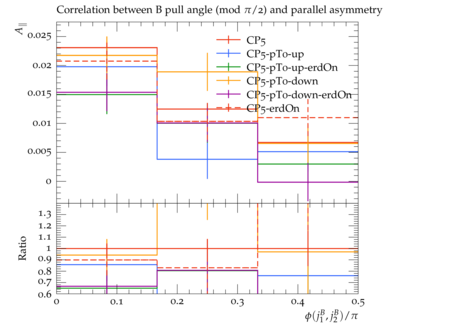 Correlation between B pull angle (mod π/2) and parallel asymmetry
A∥
0.025
0.02
0.015
0.01
0.005
0
CP5
CP5-pTo-up
CP5-pTo-up-erdOn
CP5-pTo-down
CP5-pTo-down-erdOn
CP5-erdOn
Ratio
1.3
1.2
1.1
1
0.9
0.8
0.7
0.6
0 0.1 0.2 0.3 0.4 0.5
ϕ(j₁ᴮ, j₂ᴮ)/π